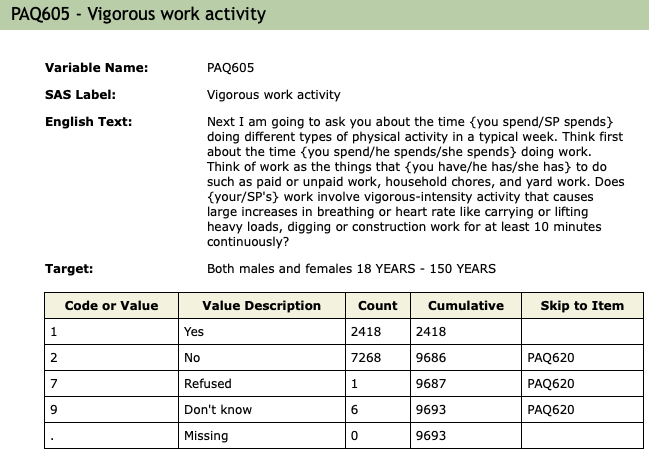 PAQ605 - Vigorous work activity
Variable Name: PAQ605
SAS Label: Vigorous work activity
English Text: Next I am going to ask you about the time {you spend/SP spends}
doing different types of physical activity in a typical week. Think first
about the time {you spend/he spends/she spends} doing work.
Think of work as the things that {you have/he has/she has} to do
such as paid or unpaid work, household chores, and yard work. Does
{your/SP's} work involve vigorous-intensity activity that causes
large increases in breathing or heart rate like carrying or lifting
heavy loads, digging or construction work for at least 10 minutes
continuously?
Target: Both males and females 18 YEARS - 150 YEARS
Code or Value Value Description Count Cumulative Skip to Item
1 Yes 2418 2418
2 No 7268 9686 PAQ620
7 Refused 1 9687 PAQ620
9 Don't know 6 9693 PAQ620
. Missing 0 9693